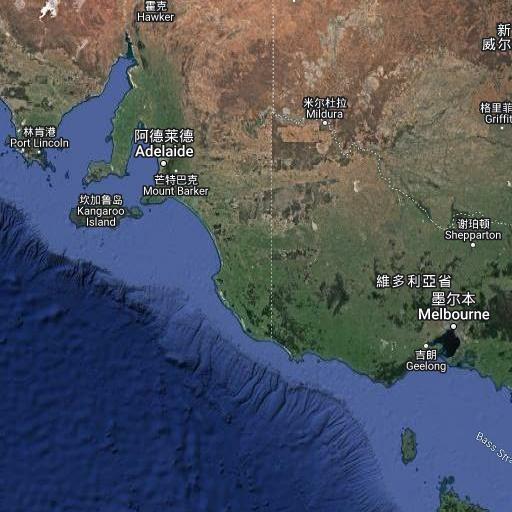 霍克
Hawker
新
威尔
米尔杜拉
Mildura
格里菲
Griffit
林肯港
Port Lincoln
阿德莱德
Adelaide
芒特巴克
Mount Barker
坎加鲁岛
Kangaroo
Island
谢珀顿
Shepparton
維多利亞省
墨尔本
Melbourne
吉朗
Geelong
Bass Stra